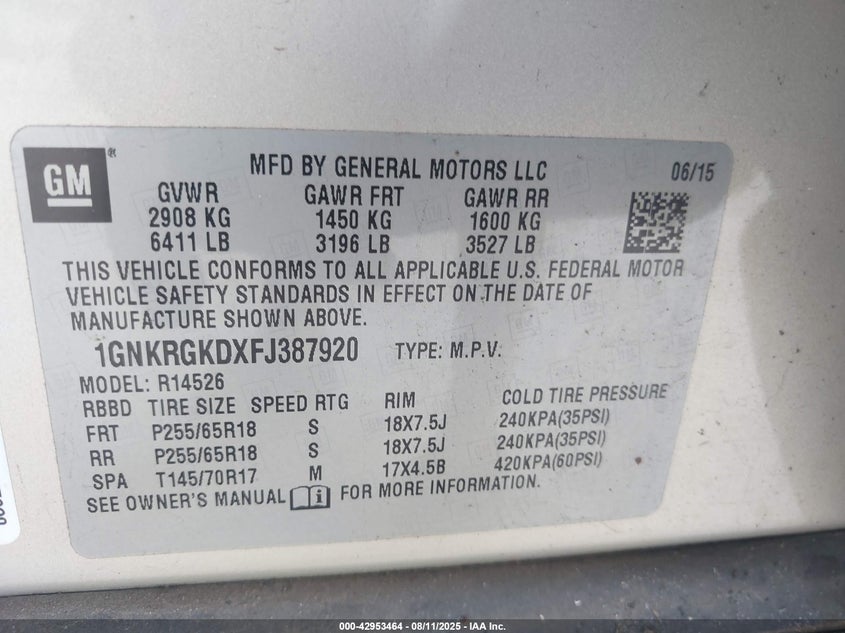 GM
MFD BY GENERAL MOTORS LLC 06/15
GVWR GAWR FRT GAWR RR
2908 KG 1450 KG 1600 KG
6411 LB 3196 LB 3527 LB
THIS VEHICLE CONFORMS TO ALL APPLICABLE U.S. FEDERAL MOTOR
VEHICLE SAFETY STANDARDS IN EFFECT ON THE DATE OF
MANUFACTURE SHOWN ABOVE.
1GNKRGKDXFJ387920 TYPE: M.P.V.
MODEL: R14526
RBBD TIRE SIZE SPEED RTG RIM COLD TIRE PRESSURE
FRT P255/65R18 S 18X7.5J 240KPA(35PSI)
RR P255/65R18 S 18X7.5J 240KPA(35PSI)
SPA T145/70R17 M 17X4.5B 420KPA(60PSI)
SEE OWNER'S MANUAL FOR MORE INFORMATION.
000-42953464 - 08/11/2025 - IAA Inc.